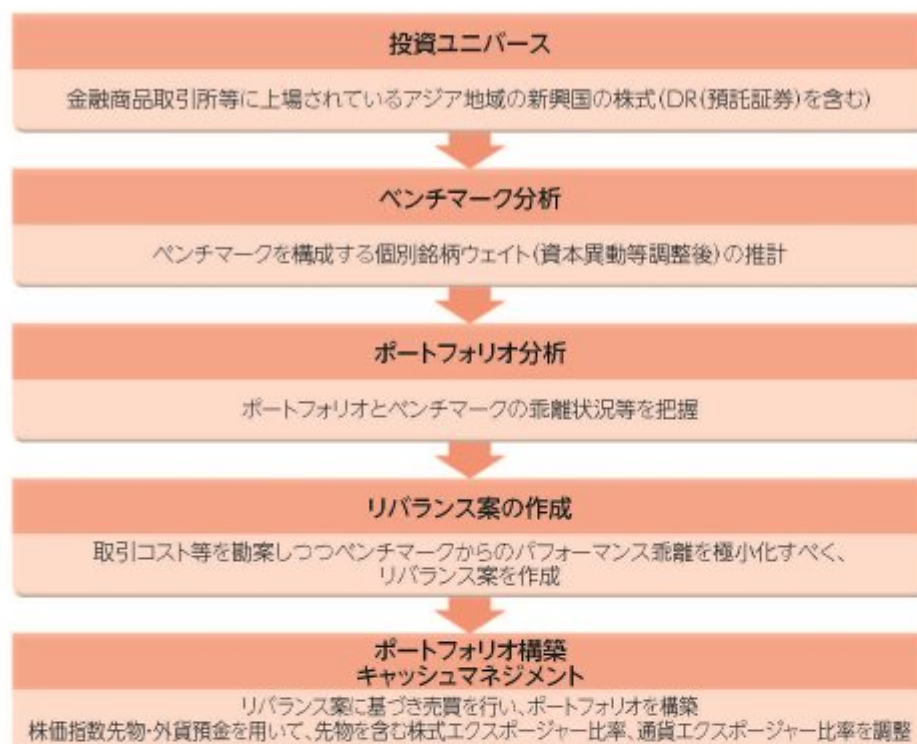 投資ユニバース
金融商品取引所等に上場されているアジア地域の新興国の株式(DR(預託証券)を含む)
ベンチマーク分析
ベンチマークを構成する個別銘柄ウェイト(資本異動等調整後)の推計
ポートフォリオ分析
ポートフォリオとベンチマークの乖離状況等を把握
リバランス案の作成
取引コスト等を勘案しつつベンチマークからのパフォーマンス乖離を極小化すべく、
リバランス案を作成
ポートフォリオ構築
キャッシュマネジメント
リバランス案に基づき売買を行い、ポートフォリオを構築
株価指数先物・外貨預金を用いて、先物を含む株式エクスポージャー比率、通貨エクスポージャー比率を調整